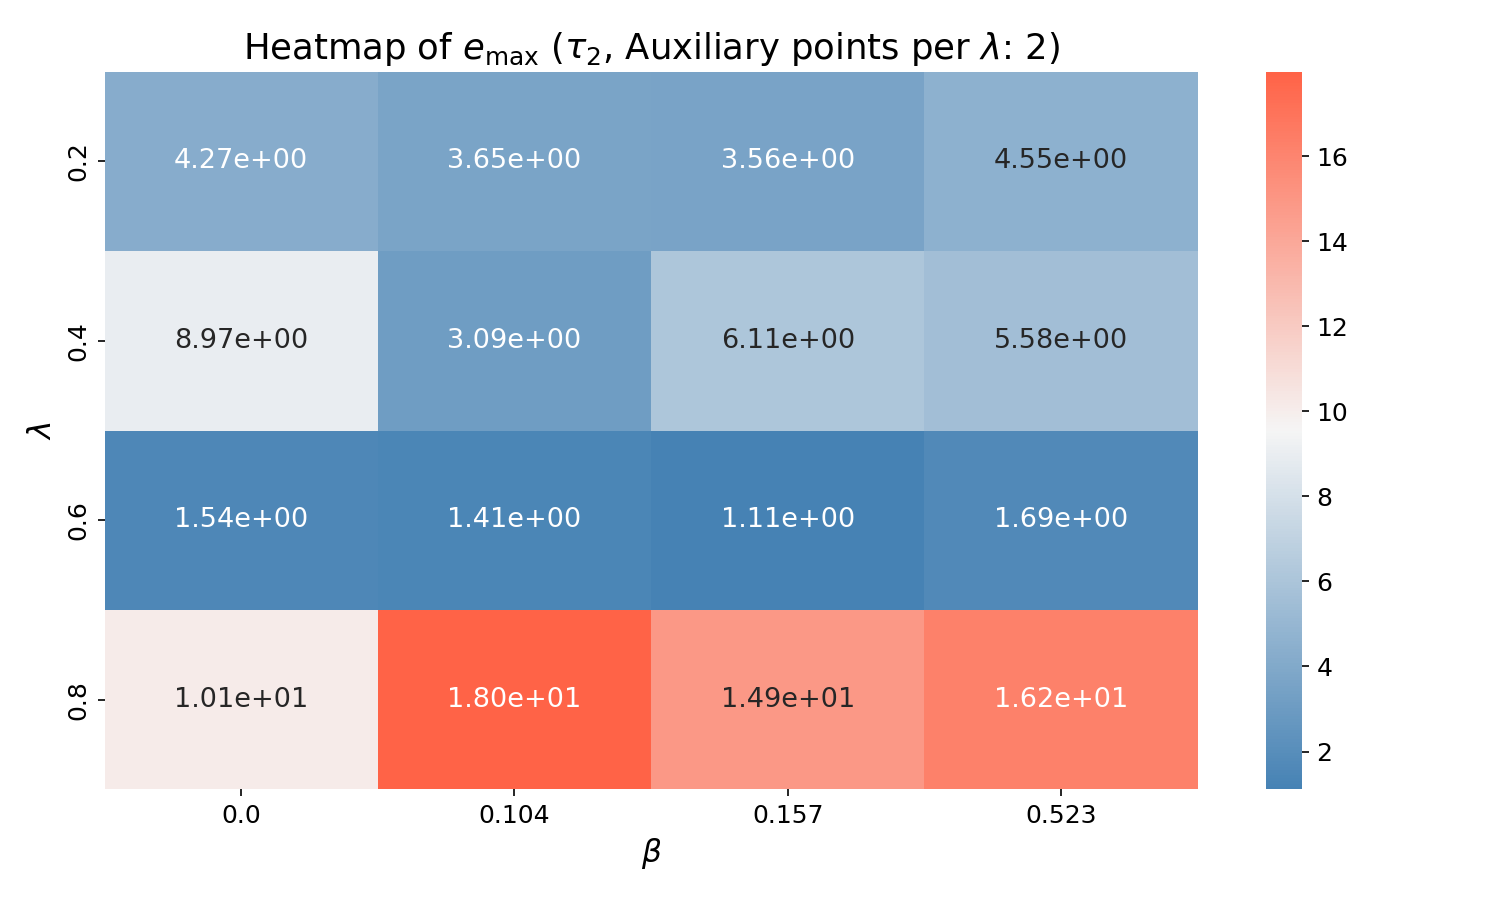 Heatmap of e_max (τ_2, Auxiliary points per λ: 2)
0.2 4.27e+00 3.65e+00 3.56e+00 4.55e+00
0.4 8.97e+00 3.09e+00 6.11e+00 5.58e+00
0.6 1.54e+00 1.41e+00 1.11e+00 1.69e+00
0.8 1.01e+01 1.80e+01 1.49e+01 1.62e+01
0.0 0.104 0.157 0.523
β
λ
16
14
12
10
8
6
4
2